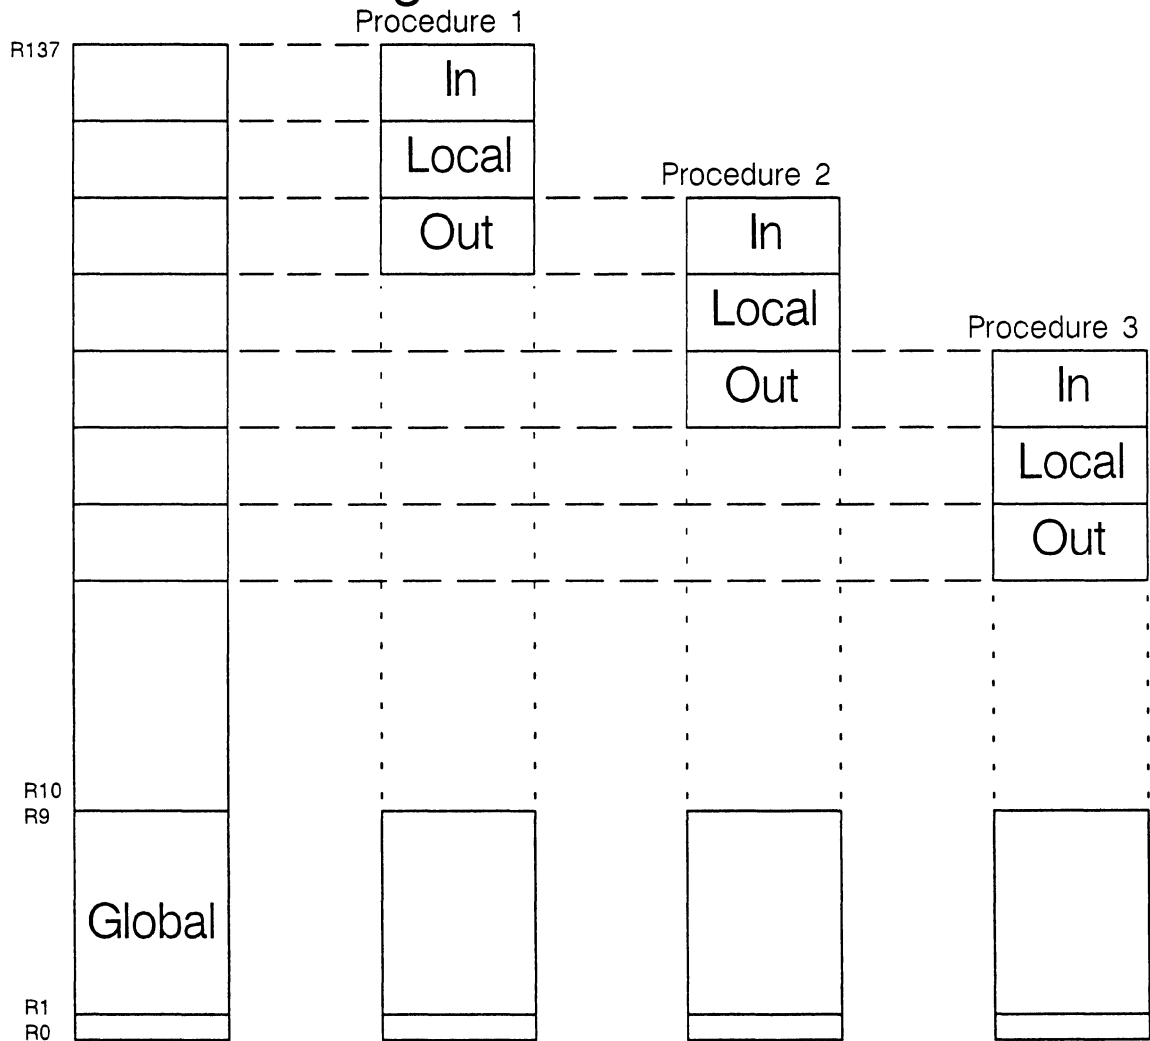 Procedure 1
R137
In
Local
Procedure 2
Out
In
Local
Procedure 3
Out
In
Local
Out
R10
R9
Global
R1
R0